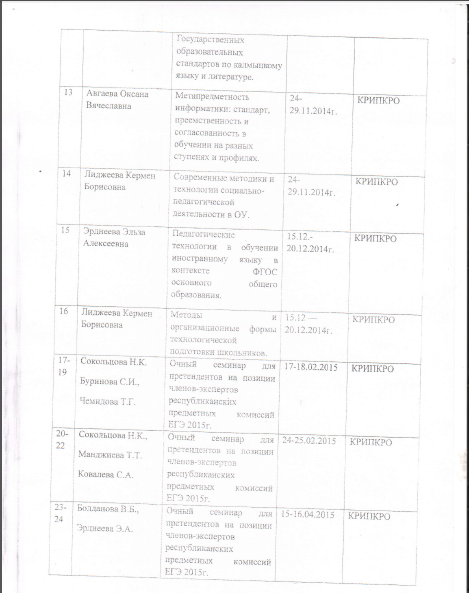 Государственных
образовательных
стандартов по калмыцкому
языку и литературе.
13 Авгаева Оксана Метапредметность 24- КРИПКРО
Вячеславна информатики: стандарт, 29.11.2014г.
преемственность и
согласованность в
обучении на разных
ступенях и профилях.
14 Лиджеева Кермен Современные методики и 24- КРИПКРО
Борисовна технологии социально- 29.11.2014г.
педагогической
деятельности в ОУ.
15 Эрднеева Эльза Педагогические 15.12.- КРИПКРО
Алексеевна технологии в обучении 20.12.2014г.
иностранному языку в
контексте ФГОС
основного общего
образования.
16 Лиджеева Кермен Методы и 15.12 — КРИПКРО
Борисовна организационные формы 20.12.2014г.
технологической
подготовки школьников.
17- Сокольцова Н.К. Очный семинар для 17-18.02.2015 КРИПКРО
19 претендентов на позиции
Буринова С.И., членов-экспертов
республиканских
Чемидова Т.Г. предметных комиссий
ЕГЭ 2015г.
20- Сокольцова Н.К., Очный семинар для 24-25.02.2015 КРИПКРО
22 претендентов на позиции
Манджиева Т.Т. членов-экспертов
республиканских
Ковалева С.А. предметных комиссий
ЕГЭ 2015г.
23- Болданова В.Б., Очный семинар для 15-16.04.2015 КРИПКРО
24 претендентов на позиции
Эрднеева Э.А. членов-экспертов
республиканских
предметных комиссий
ЕГЭ 2015г.